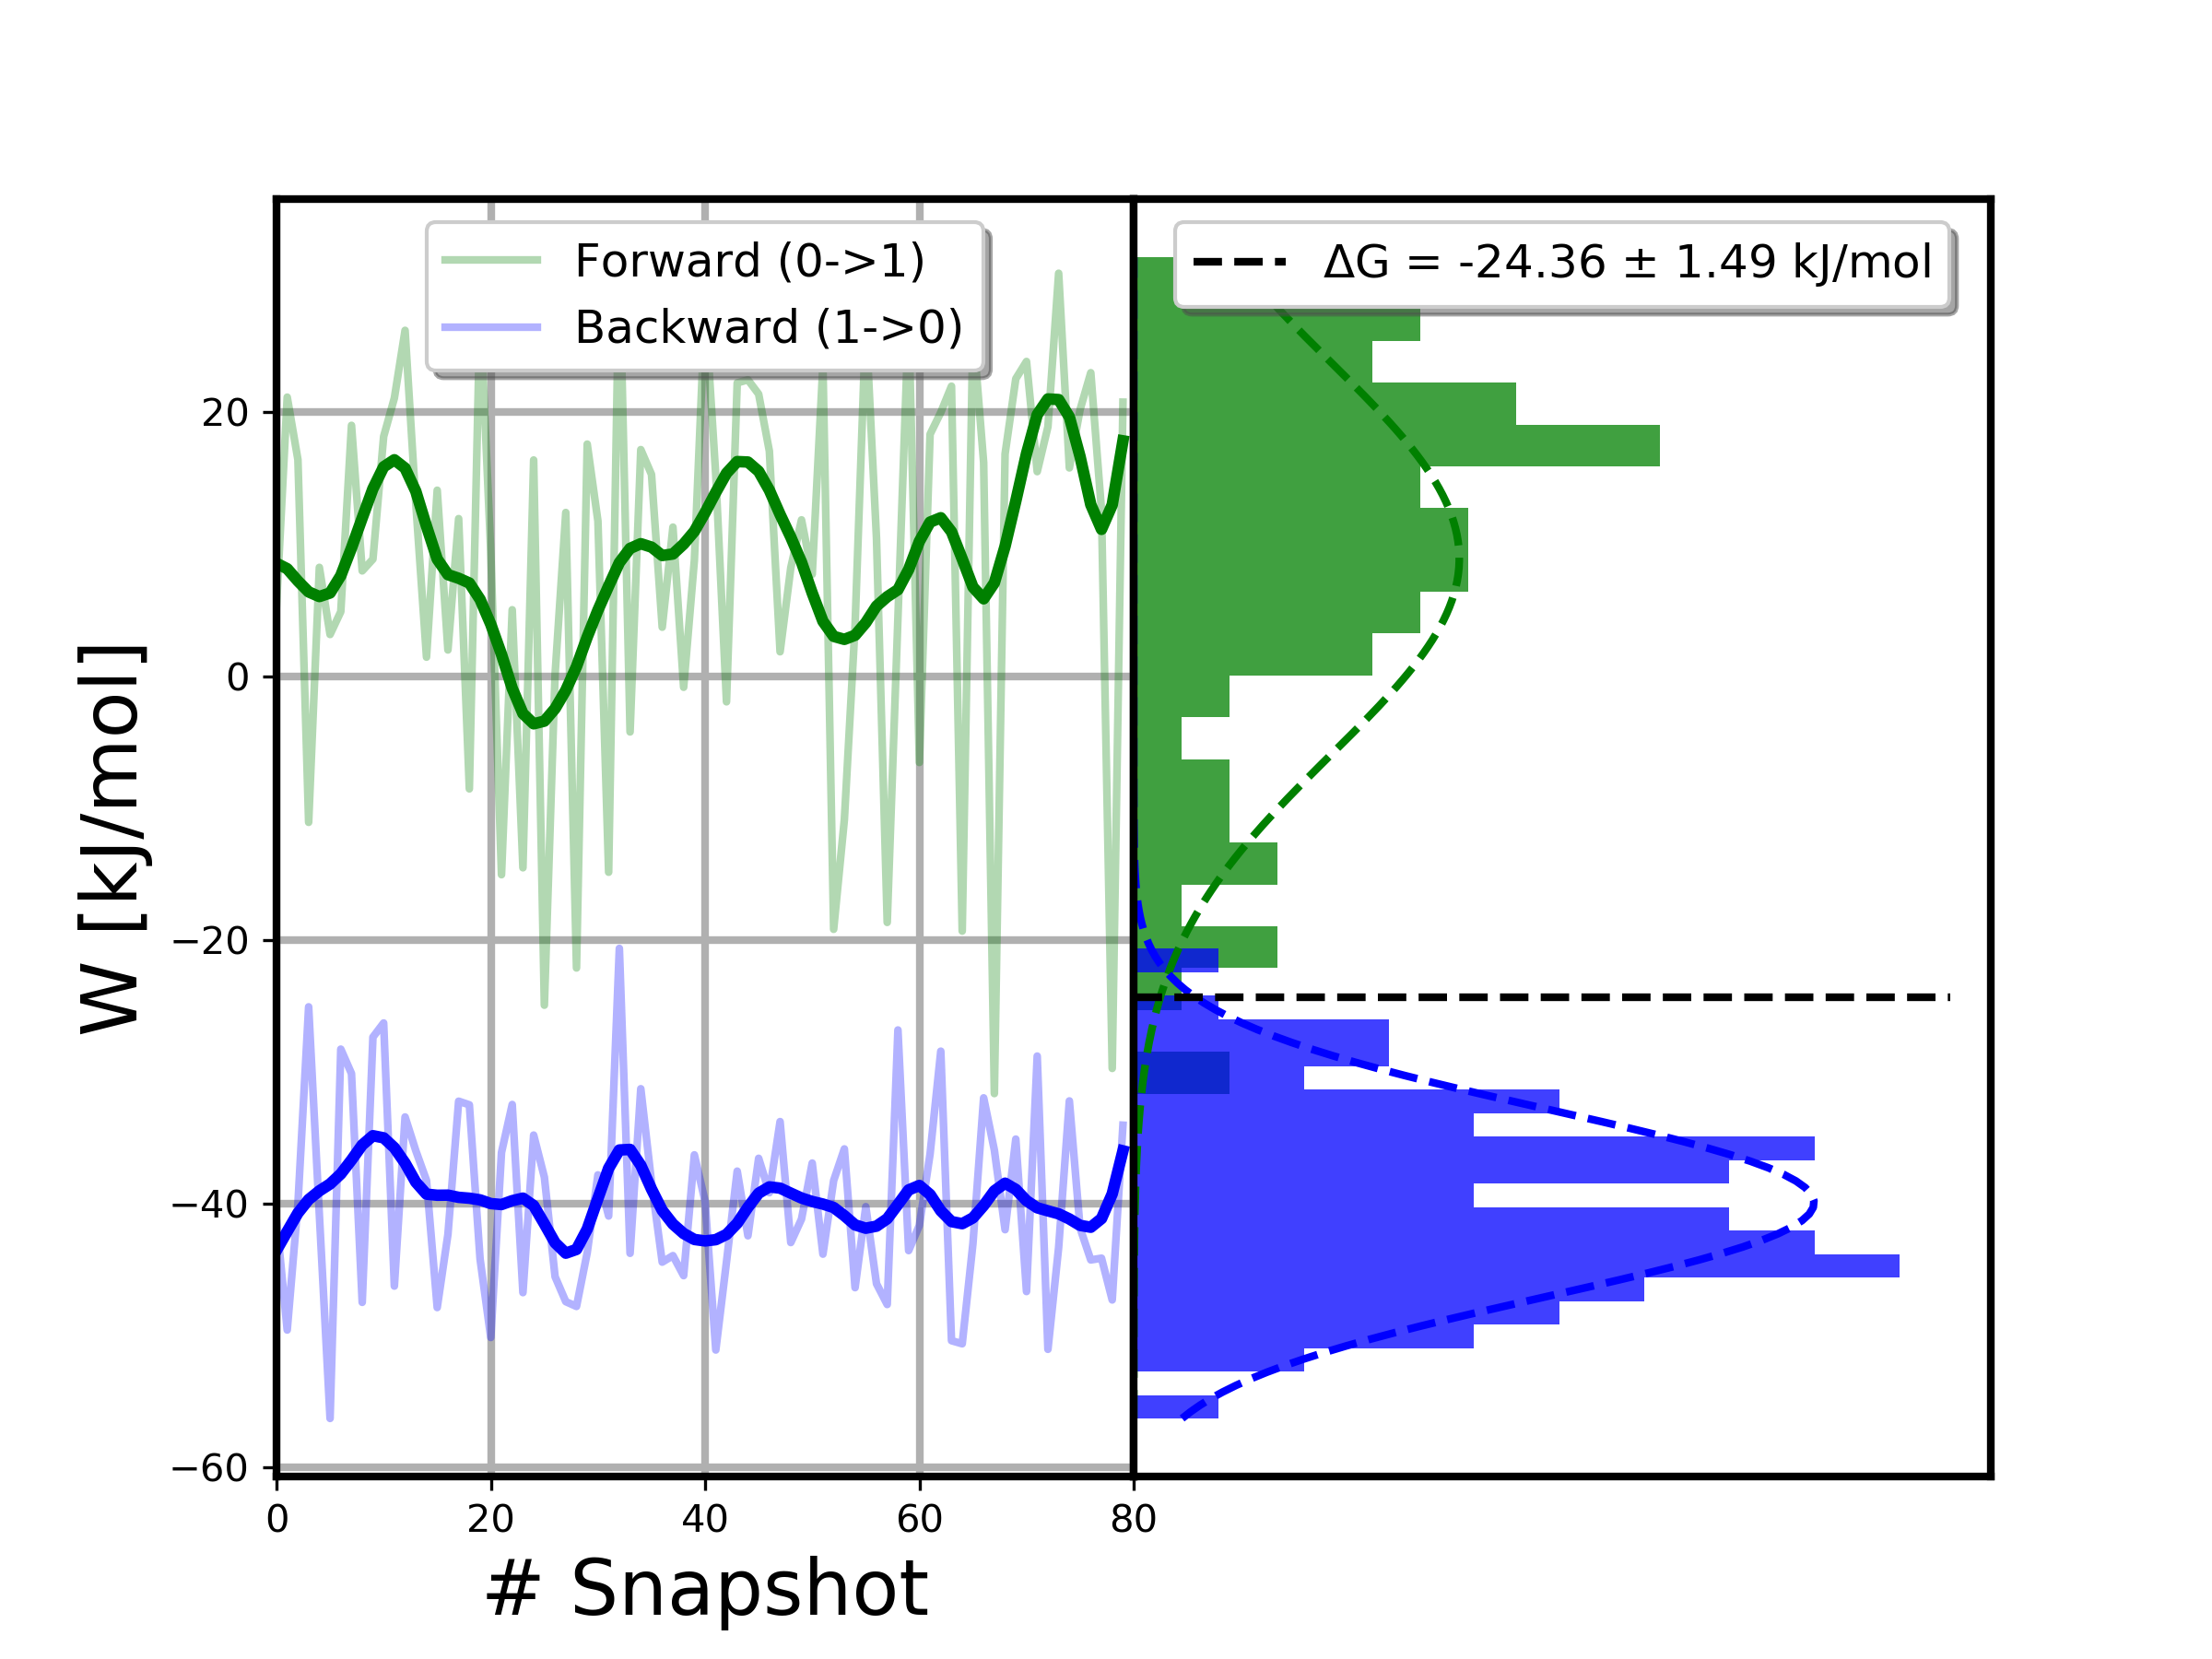 Forward (0->1)
Backward (1->0)
ΔG = -24.36 ± 1.49 kJ/mol
W [kJ/mol]
20
0
−20
−40
−60
0 20 40 60 80
# Snapshot